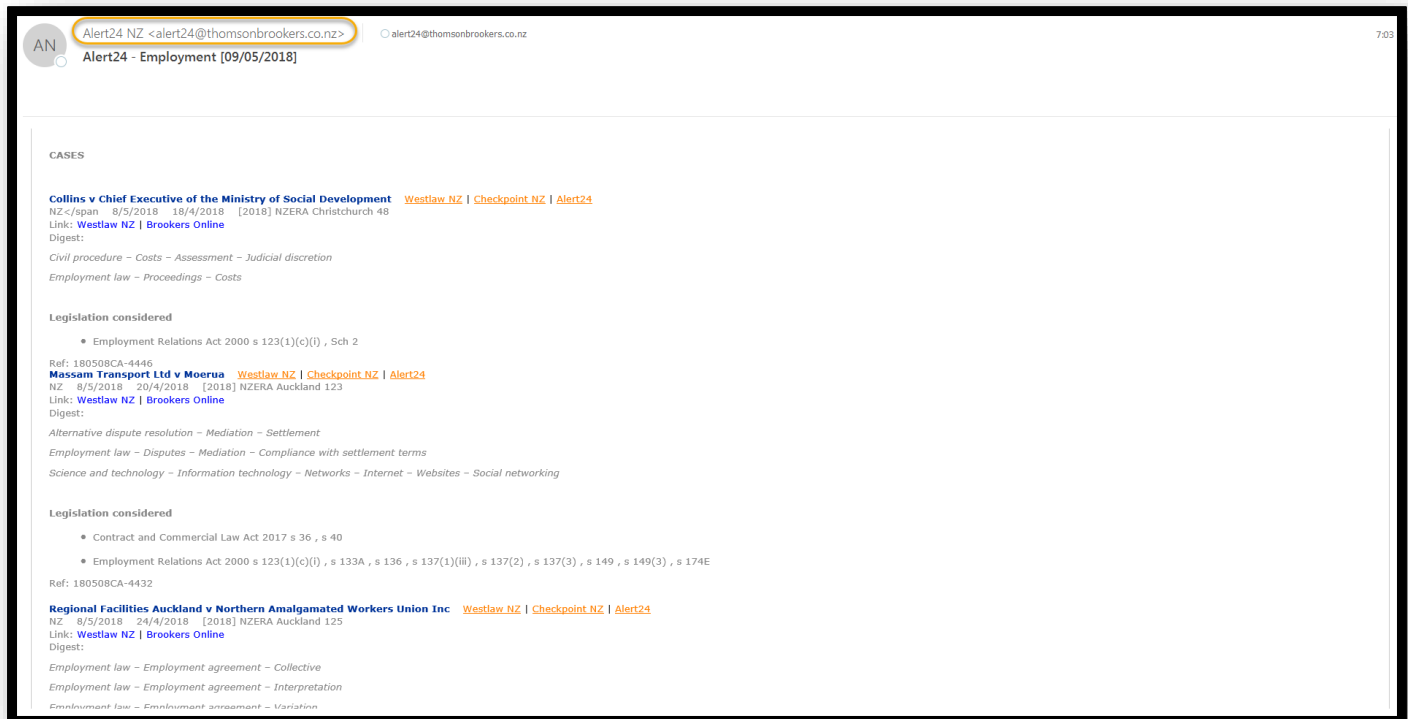 AN
Alert24 NZ <alert24@thomsonbrookers.co.nz> alert24@thomsonbrookers.co.nz 7:03
Alert24 - Employment [09/05/2018]
CASES
Collins v Chief Executive of the Ministry of Social Development Westlaw NZ | Checkpoint NZ | Alert24
NZ</span 8/5/2018 18/4/2018 [2018] NZERA Christchurch 48
Link: Westlaw NZ | Brookers Online
Digest:
Civil procedure – Costs – Assessment – Judicial discretion
Employment law – Proceedings – Costs
Legislation considered
• Employment Relations Act 2000 s 123(1)(c)(i) , Sch 2
Ref: 180508CA-4446
Massam Transport Ltd v Moerua Westlaw NZ | Checkpoint NZ | Alert24
NZ 8/5/2018 20/4/2018 [2018] NZERA Auckland 123
Link: Westlaw NZ | Brookers Online
Digest:
Alternative dispute resolution – Mediation – Settlement
Employment law – Disputes – Mediation – Compliance with settlement terms
Science and technology – Information technology – Networks – Internet – Websites – Social networking
Legislation considered
• Contract and Commercial Law Act 2017 s 36 , s 40
• Employment Relations Act 2000 s 123(1)(c)(i) , s 133A , s 136 , s 137(1)(iii) , s 137(2) , s 137(3) , s 149 , s 149(3) , s 174E
Ref: 180508CA-4432
Regional Facilities Auckland v Northern Amalgamated Workers Union Inc Westlaw NZ | Checkpoint NZ | Alert24
NZ 8/5/2018 24/4/2018 [2018] NZERA Auckland 125
Link: Westlaw NZ | Brookers Online
Digest:
Employment law – Employment agreement – Collective
Employment law – Employment agreement – Interpretation
Employment law – Employment agreement – Variation